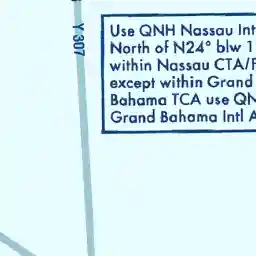 Y 307
Use QNH Nassau Int
North of N24° blw 1
within Nassau CTA/F
except within Grand
Bahama TCA use QN
Grand Bahama Intl A